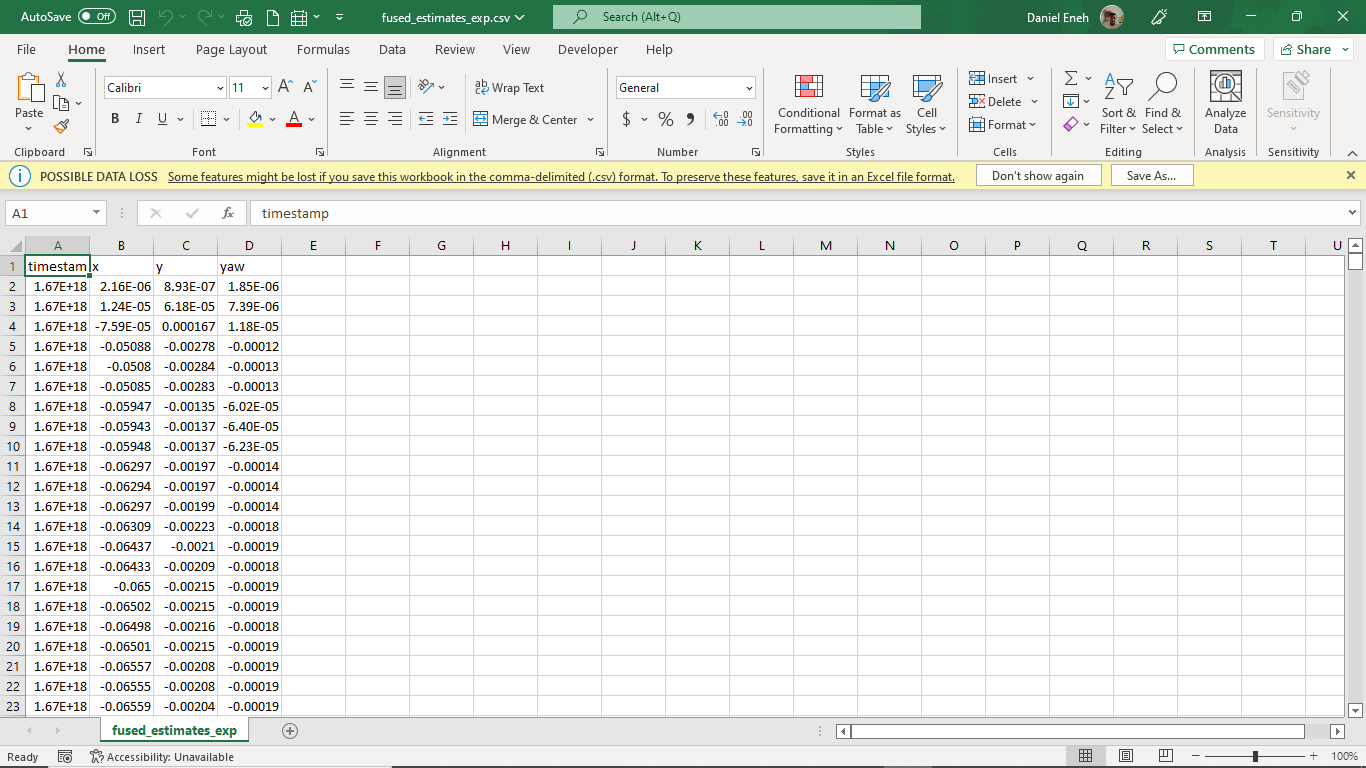 AutoSave Off fused_estimates_exp.csv Search (Alt+Q) Daniel Eneh
File Home Insert Page Layout Formulas Data Review View Developer Help Comments Share
Paste
Calibri 11
B I U A
Wrap Text
Merge & Center
General
$ %
Conditional Formatting
Format as Table
Cell Styles
Insert
Delete
Format
Sort & Filter
Find & Select
Analyze Data
Sensitivity
Clipboard Font Alignment Number Styles Cells Editing Analysis Sensitivity
POSSIBLE DATA LOSS Some features might be lost if you save this workbook in the comma-delimited (.csv) format. To preserve these features, save it in an Excel file format. Don't show again Save As...
A1 fx timestamp
A B C D E F G H I J K L M N O P Q R S T U
1 timestam x y yaw
2 1.67E+18 2.16E-06 8.93E-07 1.85E-06
3 1.67E+18 1.24E-05 6.18E-05 7.39E-06
4 1.67E+18 -7.59E-05 0.000167 1.18E-05
5 1.67E+18 -0.05088 -0.00278 -0.00012
6 1.67E+18 -0.0508 -0.00284 -0.00013
7 1.67E+18 -0.05085 -0.00283 -0.00013
8 1.67E+18 -0.05947 -0.00135 -6.02E-05
9 1.67E+18 -0.05943 -0.00137 -6.40E-05
10 1.67E+18 -0.05948 -0.00137 -6.23E-05
11 1.67E+18 -0.06297 -0.00197 -0.00014
12 1.67E+18 -0.06294 -0.00197 -0.00014
13 1.67E+18 -0.06297 -0.00199 -0.00014
14 1.67E+18 -0.06309 -0.00223 -0.00018
15 1.67E+18 -0.06437 -0.0021 -0.00019
16 1.67E+18 -0.06433 -0.00209 -0.00018
17 1.67E+18 -0.065 -0.00215 -0.00019
18 1.67E+18 -0.06502 -0.00215 -0.00019
19 1.67E+18 -0.06498 -0.00216 -0.00018
20 1.67E+18 -0.06501 -0.00215 -0.00019
21 1.67E+18 -0.06557 -0.00208 -0.00019
22 1.67E+18 -0.06555 -0.00208 -0.00019
23 1.67E+18 -0.06559 -0.00204 -0.00019
fused_estimates_exp
Ready Accessibility: Unavailable 100%